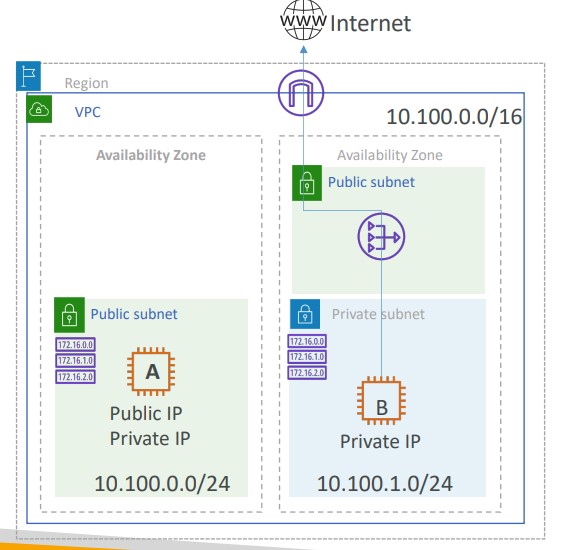 www Internet
Region
VPC
10.100.0.0/16
Availability Zone
Availability Zone
Public subnet
Public subnet
172.16.0.0
172.16.1.0
172.16.2.0
A
Public IP
Private IP
10.100.0.0/24
Private subnet
172.16.0.0
172.16.1.0
172.16.2.0
B
Private IP
10.100.1.0/24